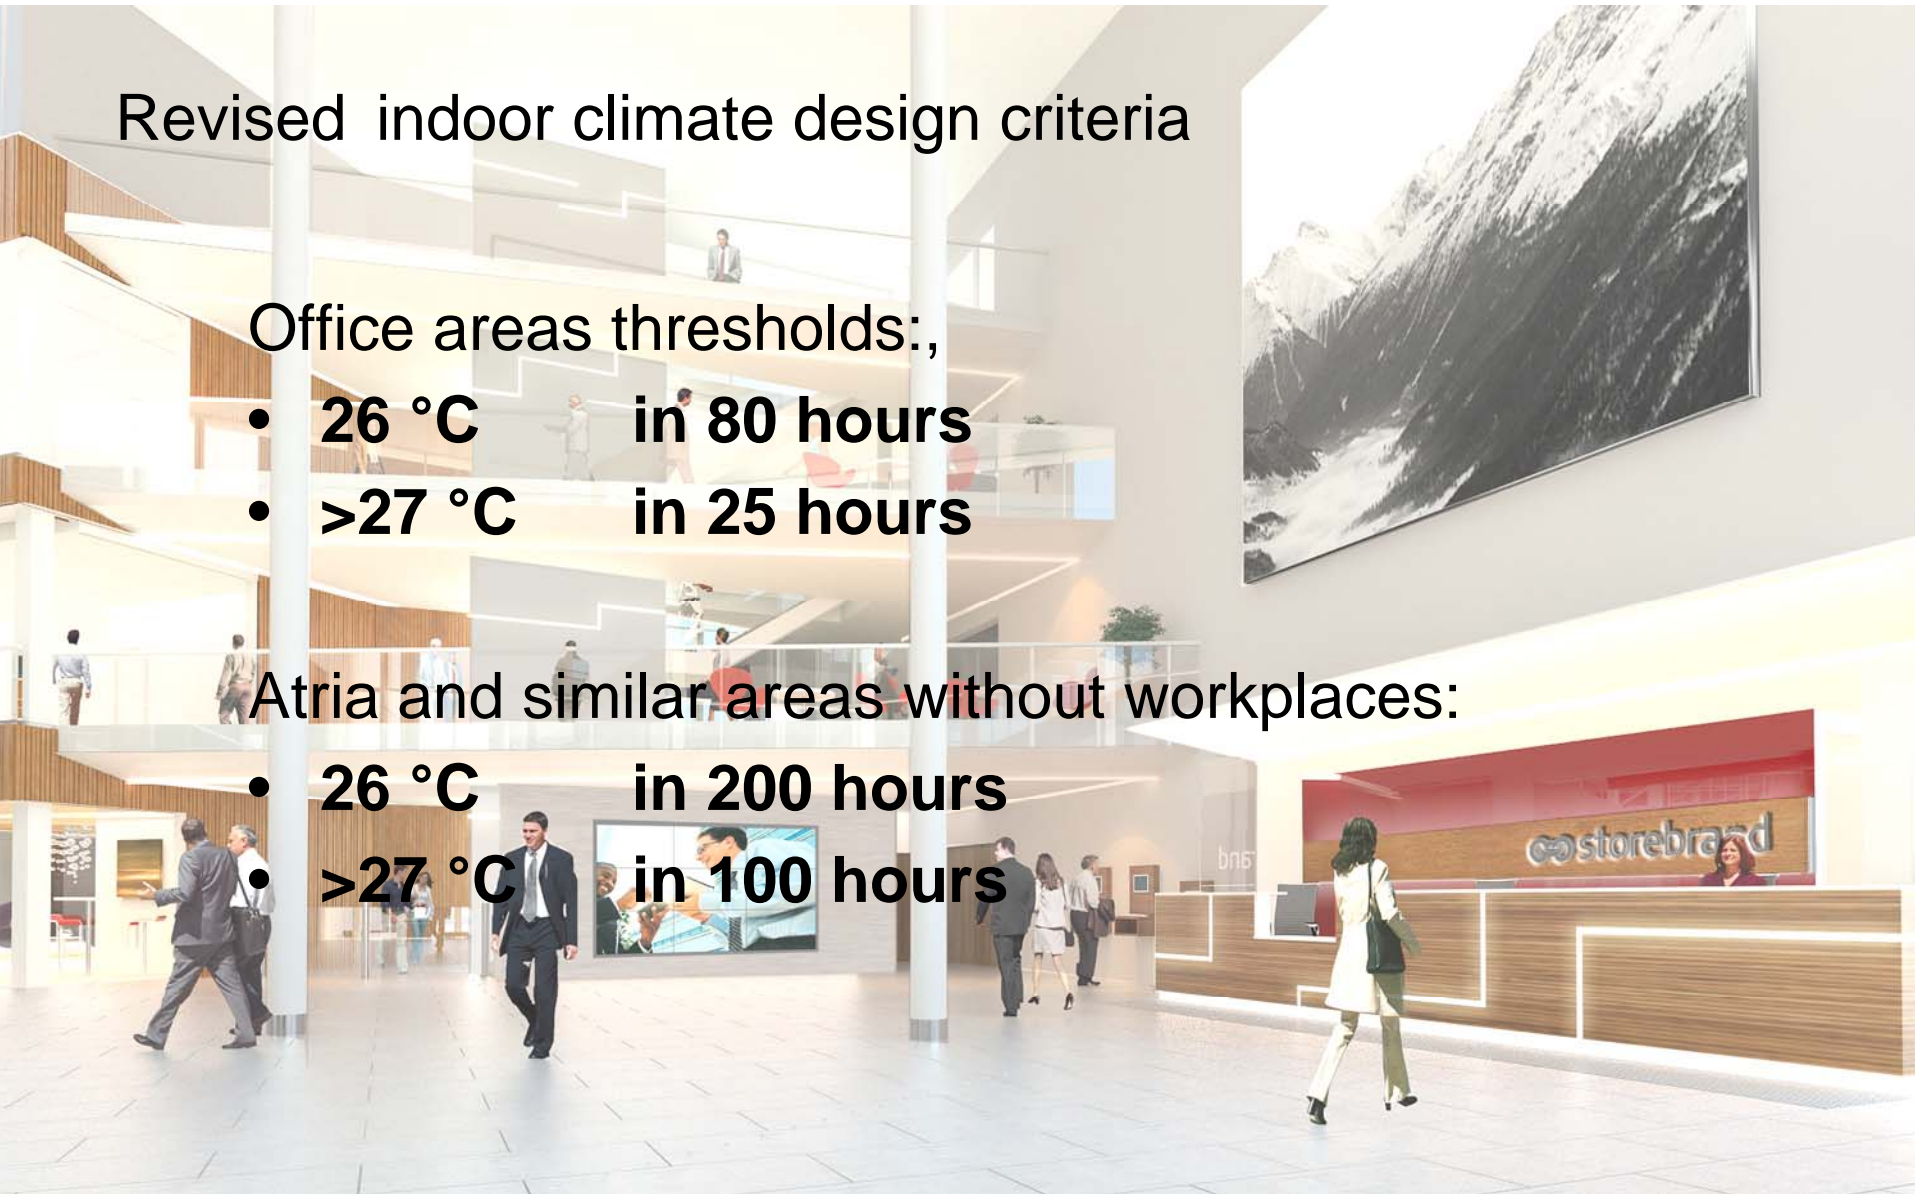 Revised indoor climate design criteria
Office areas thresholds:,
• 26 °C in 80 hours
• >27 °C in 25 hours
Atria and similar areas without workplaces:
• 26 °C in 200 hours
• >27 °C in 100 hours
storebrand